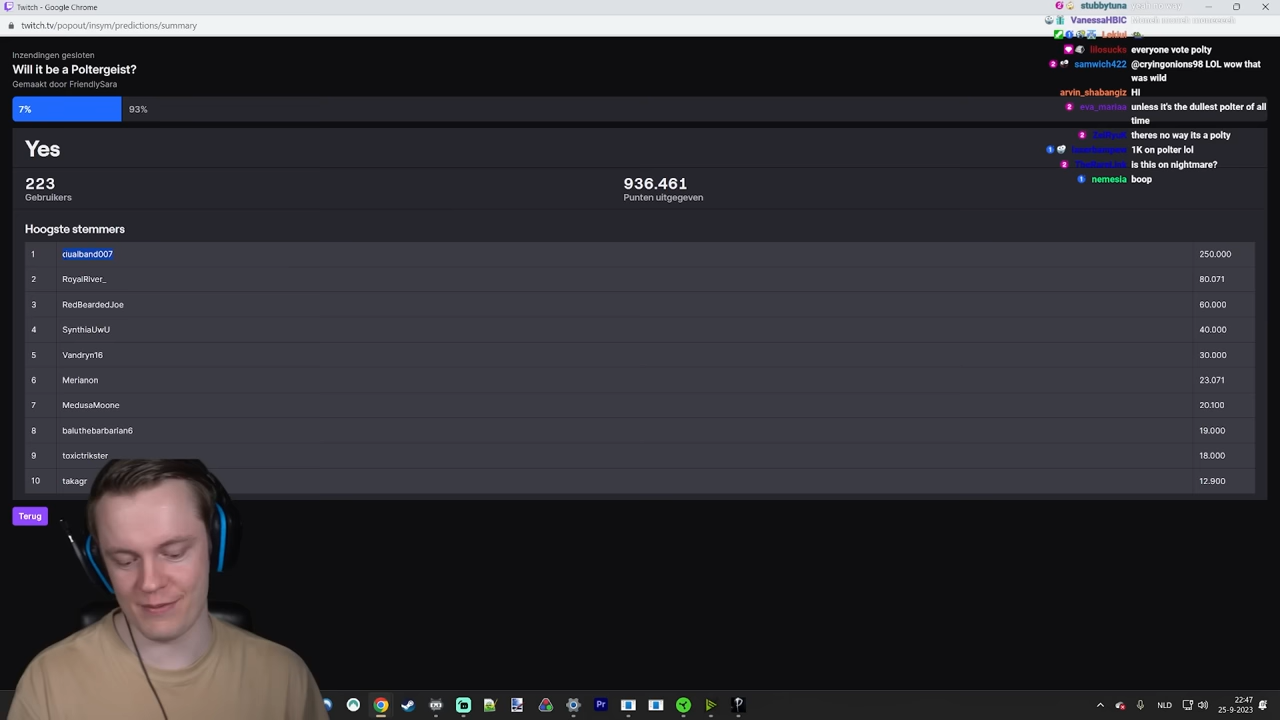 Twitch - Google Chrome
twitch.tv/popout/insym/predictions/summary
Inzendingen gesloten
Will it be a Poltergeist?
Gemaakt door FriendlySara
7%
93%
Yes
223
Gebruikers
936.461
Punten uitgegeven
Hoogste stemmers
1 dualband007 250.000
2 RoyalRiver_ 80.071
3 RedBeardedJoe 60.000
4 SynthiaUwU 40.000
5 Vandryn16 30.000
6 Merianon 23.071
7 MedusaMoone 20.100
8 baluthebarbarian6 19.000
9 toxictrikster 18.000
10 takagr 12.900
Terug
stubbytuna yeah no way
VanessaHBIC
lilosucks everyone vote polty
samwich422 @cryingonions98 LOL wow that
was wild
arvin_shabangiz HI
eva_mariaa unless it's the dullest polter of all
time
theres no way its a polty
1K on polter lol
is this on nightmare?
nemesia boop
Pr
NLD
22:47
25-9-2023